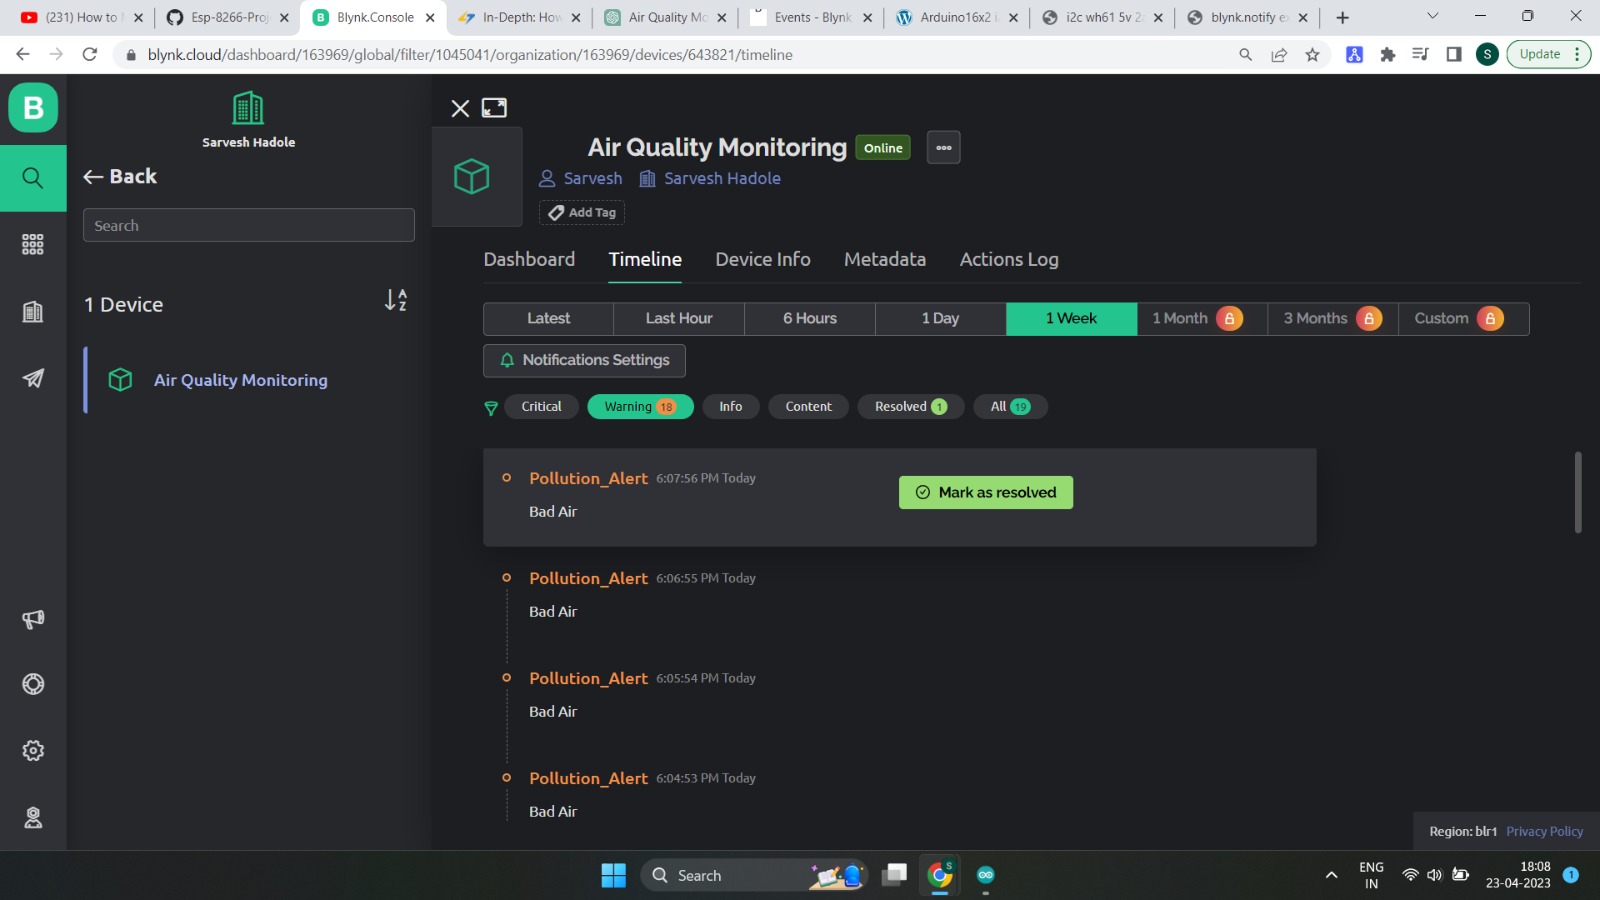 (231) How to
Esp-8266-Proj
Blynk.Console
In-Depth: How
Air Quality Mo
Events - Blynk
Arduino16x2 i
i2c wh61 5v 2
blynk.notify e
blynk.cloud/dashboard/163969/global/filter/1045041/organization/163969/devices/643821/timeline
S
Update
B
Sarvesh Hadole
Back
Search
1 Device
A
Z
Air Quality Monitoring
Air Quality Monitoring
Online
Sarvesh
Sarvesh Hadole
Add Tag
Dashboard
Timeline
Device Info
Metadata
Actions Log
Latest
Last Hour
6 Hours
1 Day
1 Week
1 Month
3 Months
Custom
Notifications Settings
Critical
Warning 18
Info
Content
Resolved 1
All 19
Pollution_Alert 6:07:56 PM Today
Bad Air
Mark as resolved
Pollution_Alert 6:06:55 PM Today
Bad Air
Pollution_Alert 6:05:54 PM Today
Bad Air
Pollution_Alert 6:04:53 PM Today
Bad Air
Region: blr1 Privacy Policy
Search
S
ENG
IN
18:08
23-04-2023
1